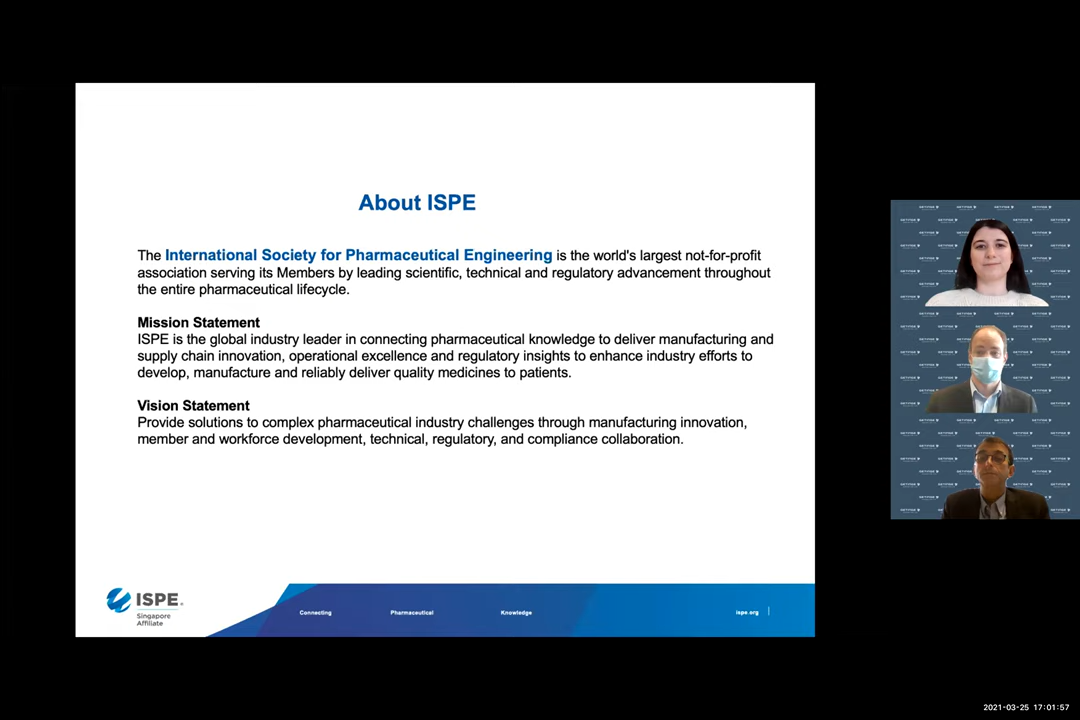 About ISPE
The International Society for Pharmaceutical Engineering is the world's largest not-for-profit
association serving its Members by leading scientific, technical and regulatory advancement throughout
the entire pharmaceutical lifecycle.
Mission Statement
ISPE is the global industry leader in connecting pharmaceutical knowledge to deliver manufacturing and
supply chain innovation, operational excellence and regulatory insights to enhance industry efforts to
develop, manufacture and reliably deliver quality medicines to patients.
Vision Statement
Provide solutions to complex pharmaceutical industry challenges through manufacturing innovation,
member and workforce development, technical, regulatory, and compliance collaboration.
ISPE
Singapore
Affiliate
Connecting Pharmaceutical Knowledge
ispe.org
2021-03-25 17:01:57